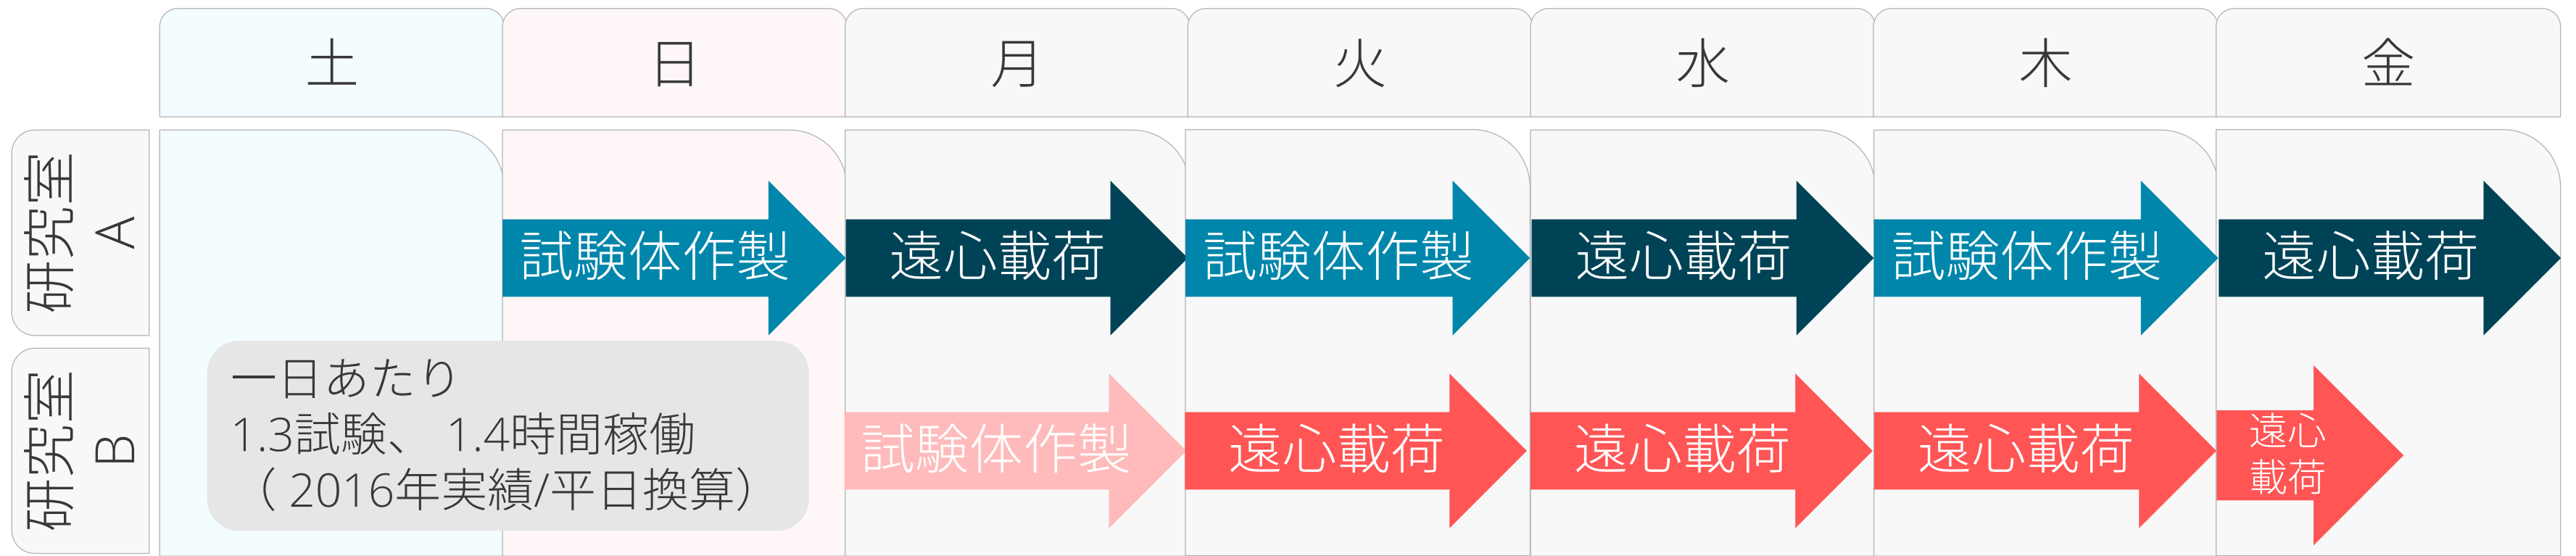 土
日
月
火
水
木
金
研究室
A
試験体作製
遠心載荷
試験体作製
遠心載荷
試験体作製
遠心載荷
研究室
B
一日あたり
1.3試験、 1.4時間稼働
（ 2016年実績/平日換算）
試験体作製
遠心載荷
遠心載荷
遠心載荷
遠心
載荷